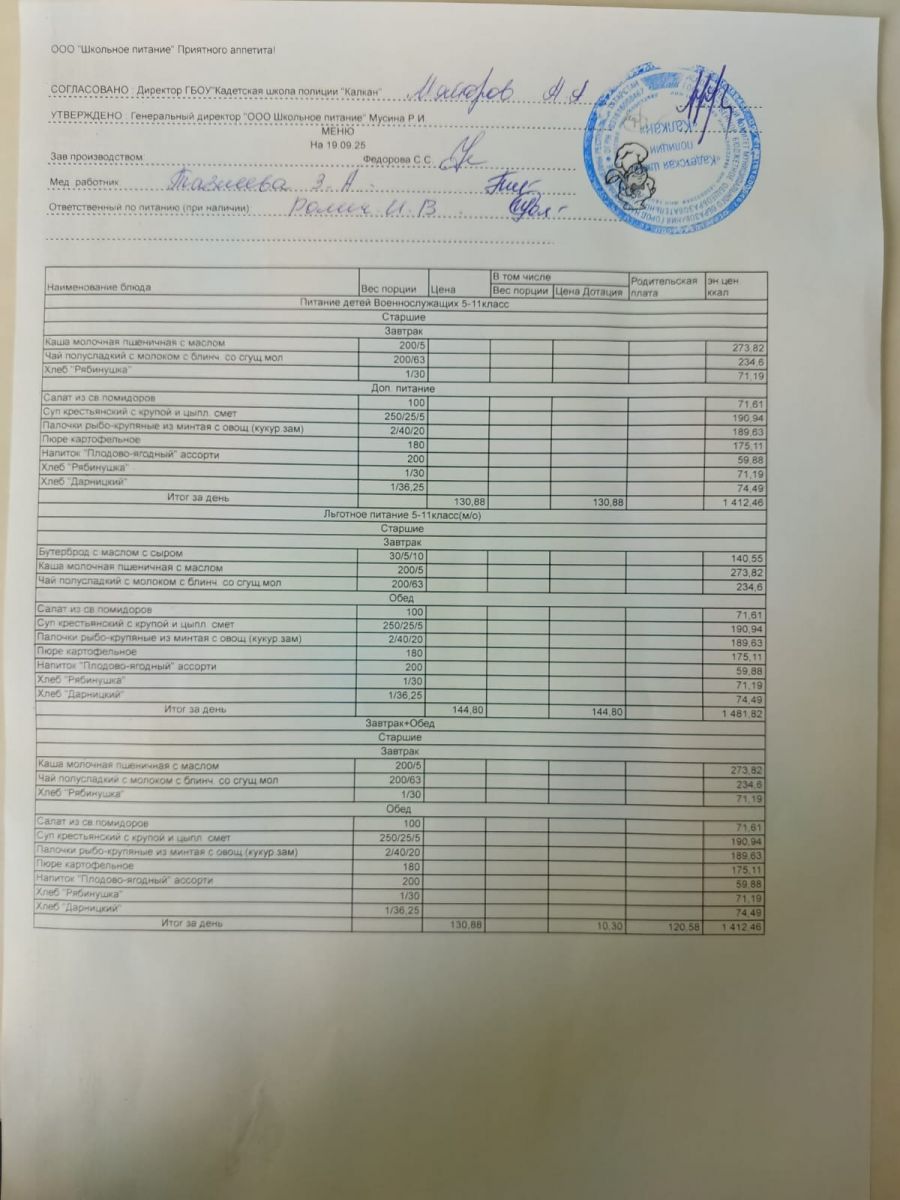 ООО "Школьное питание" Приятного аппетита!
СОГЛАСОВАНО : Директор ГБОУ"Кадетская школа полиции "Калкан"
УТВЕРЖДЕНО : Генеральный директор "ООО Школьное питание" Мусина Р.И.
МЕНЮ
На 19.09.25
Зав.производством: Федорова С.С.
Мед. работник З. А.
Ответственный по питанию (при наличии) И. В.
"Кадетская полиции "Калкан"
Наименование блюда Вес порции Цена В том числе Вес порции Цена Дотация Родительская плата эн.цен ккал
Питание детей Военнослужащих 5-11класс
Старшие
Завтрак
Каша молочная пшеничная с маслом 200/5 273,82
Чай полусладкий с молоком с блинч. со сгущ.мол 200/63 234,6
Хлеб "Рябинушка" 1/30 71,19
Доп. питание
Салат из св.помидоров 100 71,61
Суп крестьянский с крупой и цыпл. смет 250/25/5 190,94
Палочки рыбо-крупяные из минтая с овощ.(кукур.зам) 2/40/20 189,63
Пюре картофельное 180 175,11
Напиток "Плодово-ягодный" ассорти 200 59,88
Хлеб "Рябинушка" 1/30 71,19
Хлеб "Дарницкий" 1/36,25 74,49
Итог за день 130,88 130,88 1 412,46
Льготное питание 5-11класс(м/о)
Старшие
Завтрак
Бутерброд с маслом с сыром 30/5/10 140,55
Каша молочная пшеничная с маслом 200/5 273,82
Чай полусладкий с молоком с блинч. со сгущ.мол 200/63 234,6
Обед
Салат из св.помидоров 100 71,61
Суп крестьянский с крупой и цыпл. смет 250/25/5 190,94
Палочки рыбо-крупяные из минтая с овощ.(кукур.зам) 2/40/20 189,63
Пюре картофельное 180 175,11
Напиток "Плодово-ягодный" ассорти 200 59,88
Хлеб "Рябинушка" 1/30 71,19
Хлеб "Дарницкий" 1/36,25 74,49
Итог за день 144,80 144,80 1 481,82
Завтрак+Обед
Старшие
Завтрак
Каша молочная пшеничная с маслом 200/5 273,82
Чай полусладкий с молоком с блинч. со сгущ.мол 200/63 234,6
Хлеб "Рябинушка" 1/30 71,19
Обед
Салат из св.помидоров 100 71,61
Суп крестьянский с крупой и цыпл. смет 250/25/5 190,94
Палочки рыбо-крупяные из минтая с овощ.(кукур.зам) 2/40/20 189,63
Пюре картофельное 180 175,11
Напиток "Плодово-ягодный" ассорти 200 59,88
Хлеб "Рябинушка" 1/30 71,19
Хлеб "Дарницкий" 1/36,25 74,49
Итог за день 130,88 10,30 120,58 1 412,46